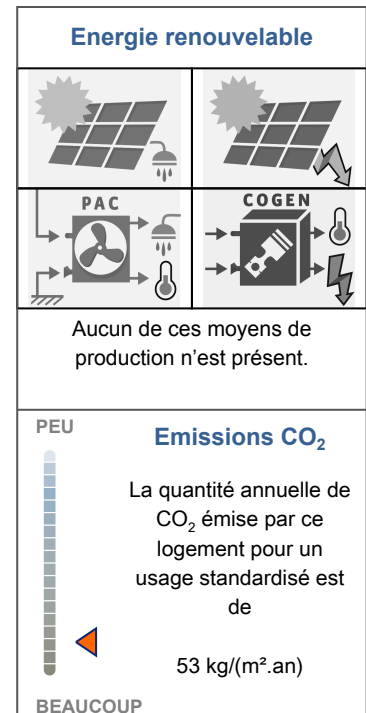 Energie renouvelable
PAC
COGEN
Aucun de ces moyens de
production n'est présent.
PEU
Emissions CO₂
La quantité annuelle de
CO₂ émise par ce
logement pour un
usage standardisé est
de
53 kg/(m².an)
BEAUCOUP